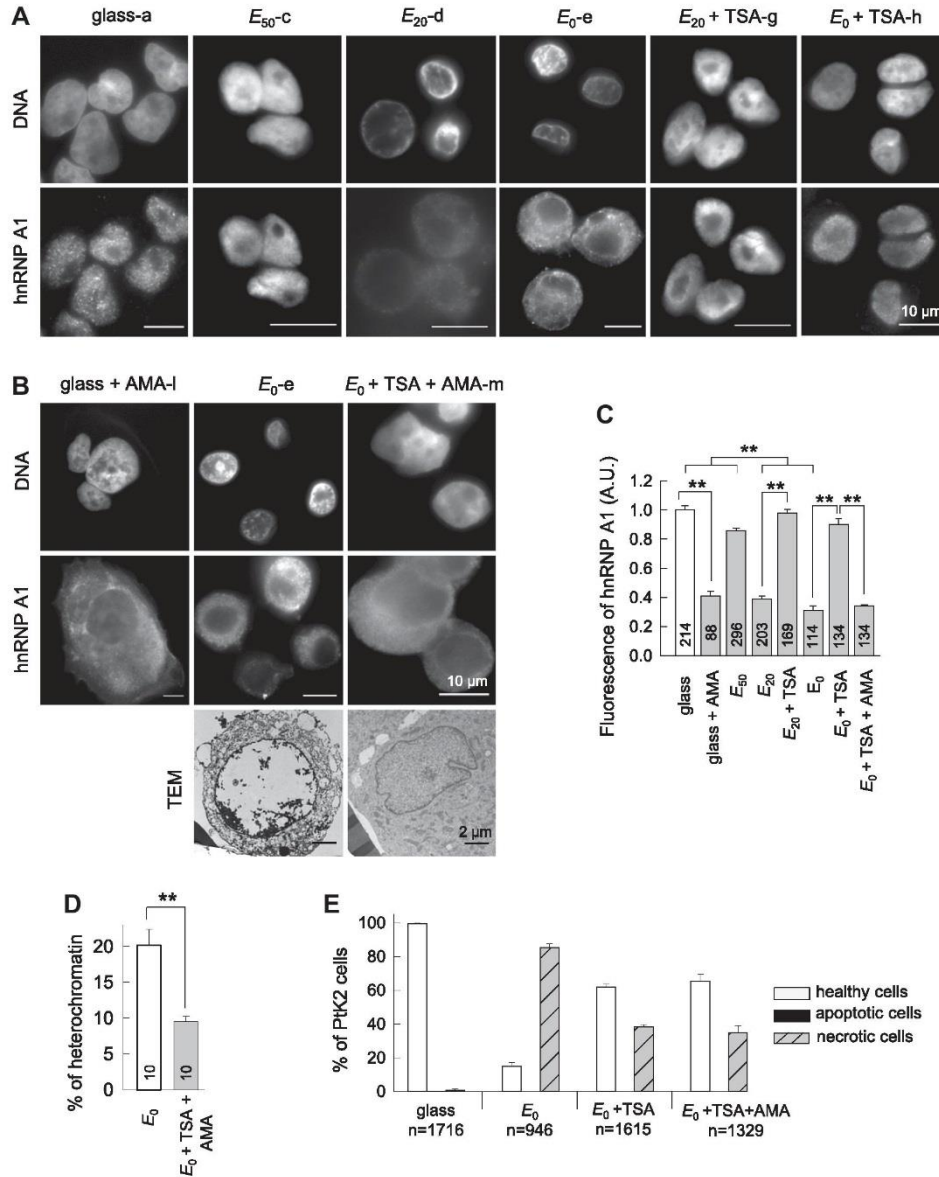 A
glass-a E50-c E20-d E0-e E20 + TSA-g E0 + TSA-h
DNA
hnRNP A1
10 µm
B
glass + AMA-l E0-e E0 + TSA + AMA-m
DNA
hnRNP A1
10 µm
TEM
2 µm
C
Fluorescence of hnRNP A1 (A.U.)
1.2
1.0
0.8
0.6
0.4
0.2
0.0
**
** ** ** **
214 88 296 203 169 114 134 134
glass
glass + AMA
E50
E20
E20 + TSA
E0
E0 + TSA
E0 + TSA + AMA
D
% of heterochromatin
20
15
10
5
0
**
10 10
E0
E0 + TSA +
AMA
E
% of PtK2 cells
100
80
60
40
20
0
glass E0 E0 +TSA E0 +TSA+AMA
n=1716 n=946 n=1615 n=1329
healthy cells
apoptotic cells
necrotic cells